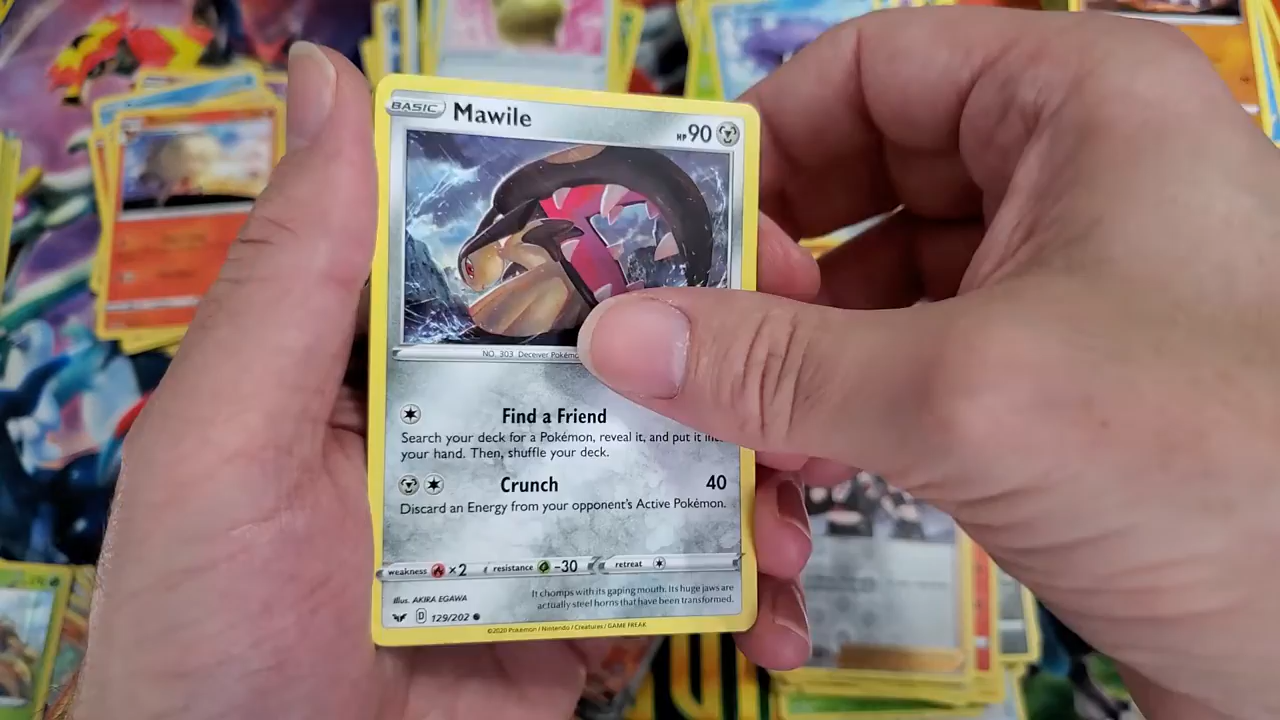 BASIC Mawile HP 90
NO. 303 Deceiver Pokémo
Find a Friend
Search your deck for a Pokémon, reveal it, and put it
your hand. Then, shuffle your deck.
Crunch 40
Discard an Energy from your opponent's Active Pokémon.
weakness ×2 resistance -30 retreat
It chomps with its gaping mouth. Its huge jaws are
actually steel horns that have been transformed.
Illus. AKIRA EGAWA
D 129/202
©2020 Pokémon / Nintendo / Creatures / GAME FREAK